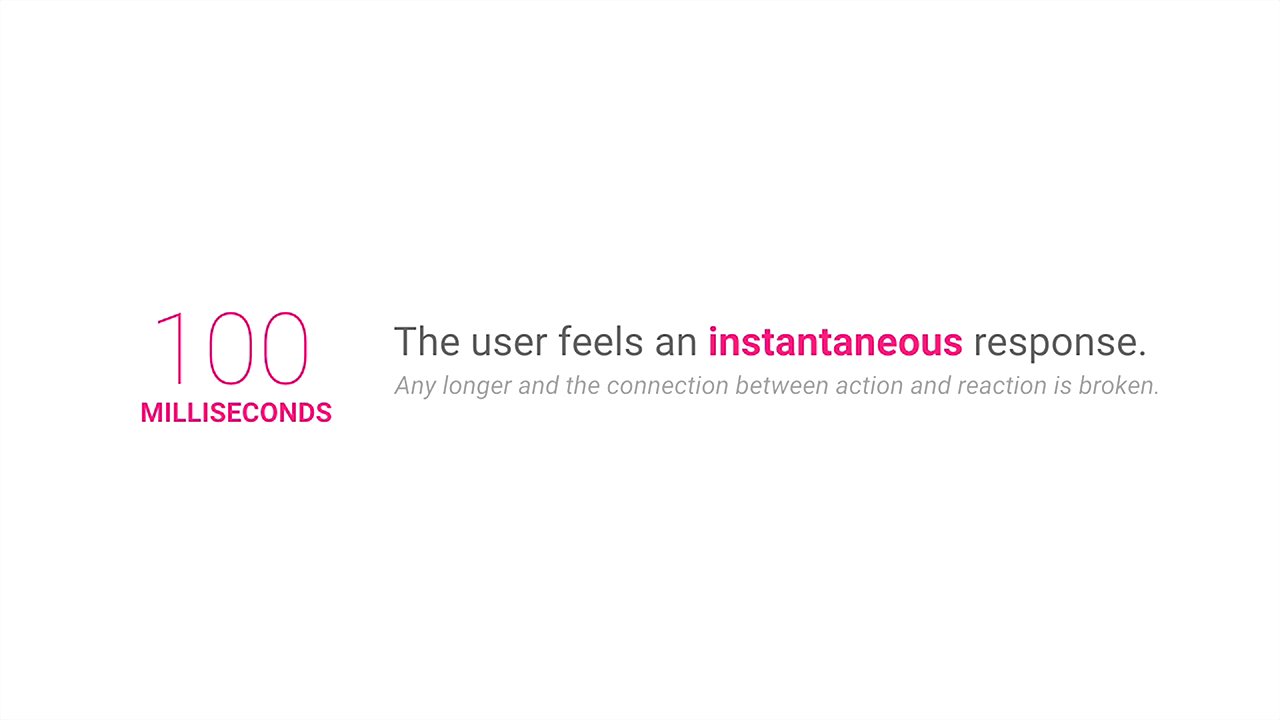 100
MILLISECONDS
The user feels an instantaneous response.
Any longer and the connection between action and reaction is broken.